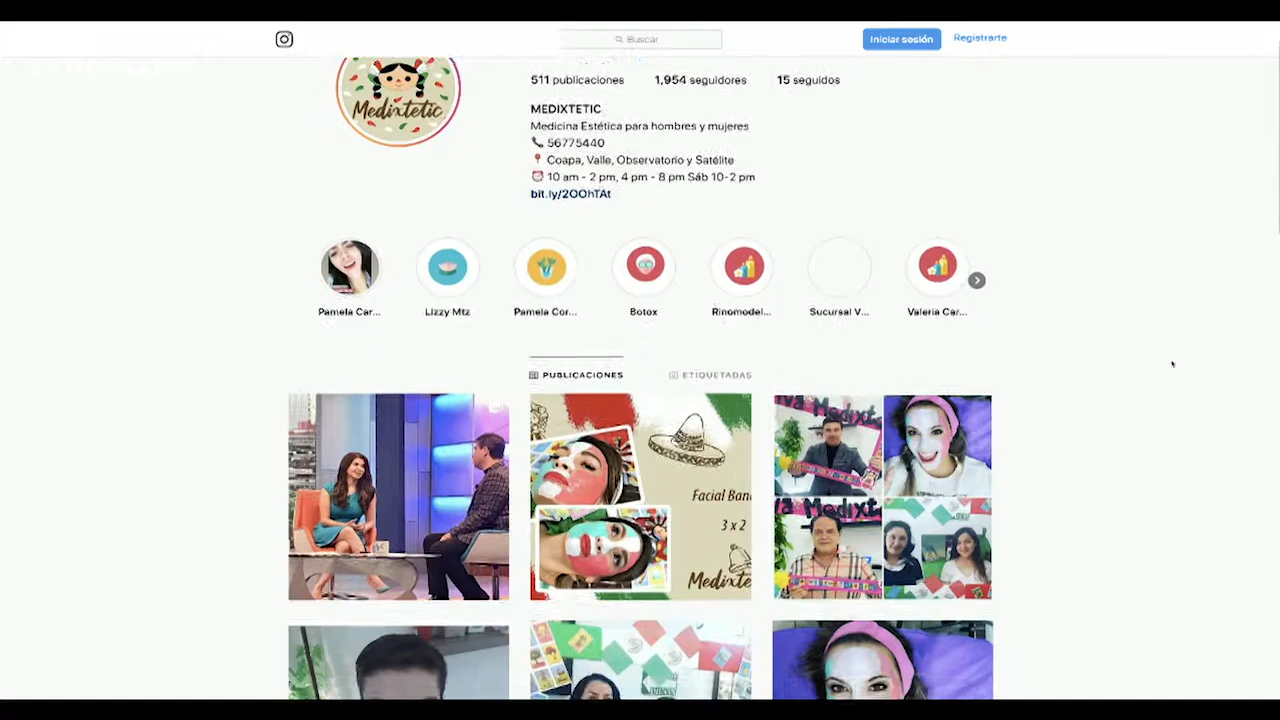 Buscar
Iniciar sesión
Registrarte
Medixtetic
511 publicaciones
1,954 seguidores
15 seguidos
MEDIXTETIC
Medicina Estética para hombres y mujeres
56775440
Coapa, Valle, Observatorio y Satélite
10 am - 2 pm, 4 pm - 8 pm Sáb 10-2 pm
bit.ly/2OOhTAt
Pamela Car...
Lizzy Mtz
Pamela Cor...
Botox
Rinomodel...
Sucursal V...
Valeria Car...
PUBLICACIONES
ETIQUETADAS
Facial Ban
3 x 2
Medixte